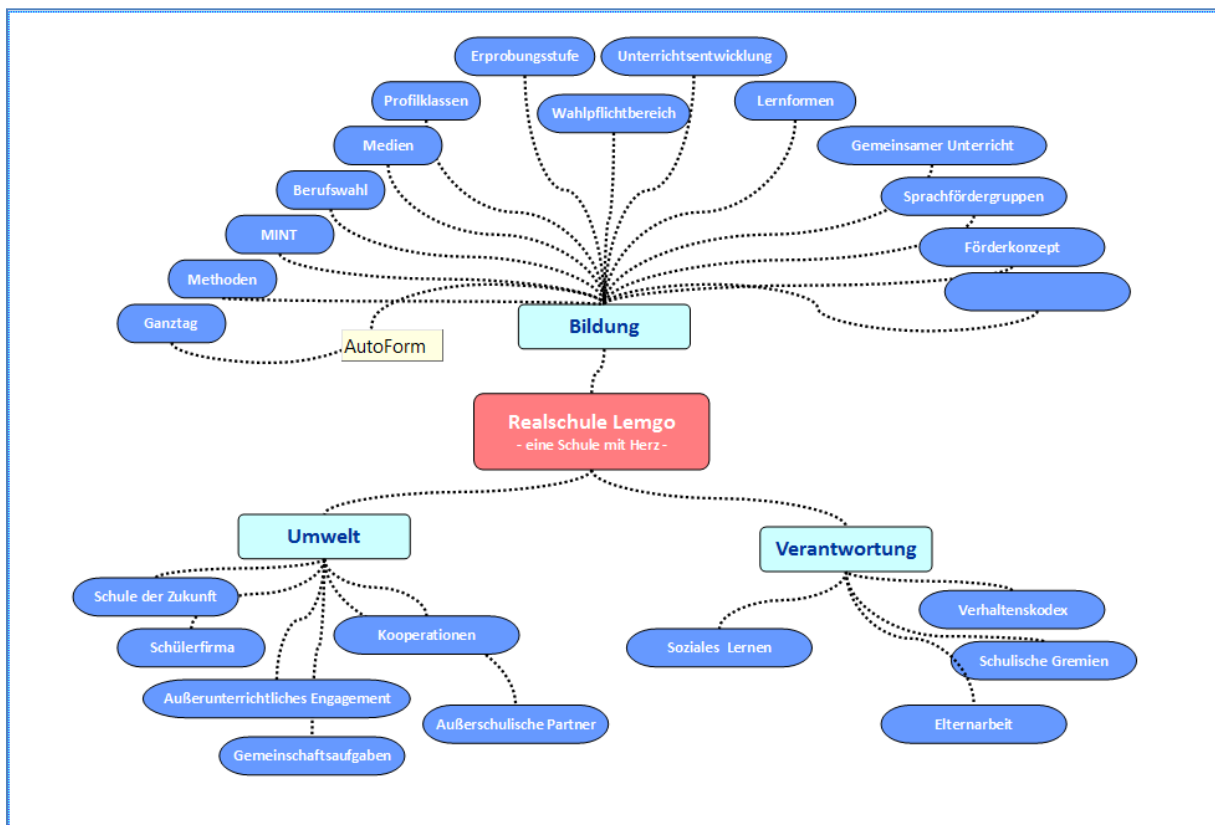 Erprobungsstufe
Unterrichtsentwicklung
Profilklassen
Wahlpflichtbereich
Lernformen
Medien
Gemeinsamer Unterricht
Berufswahl
Sprachfördergruppen
MINT
Förderkonzept
Methoden
Ganztag
AutoForm
Bildung
Realschule Lemgo
- eine Schule mit Herz -
Umwelt
Verantwortung
Schule der Zukunft
Verhaltenskodex
Schülerfirma
Kooperationen
Soziales Lernen
Schulische Gremien
Außerunterrichtliches Engagement
Außerschulische Partner
Elternarbeit
Gemeinschaftsaufgaben